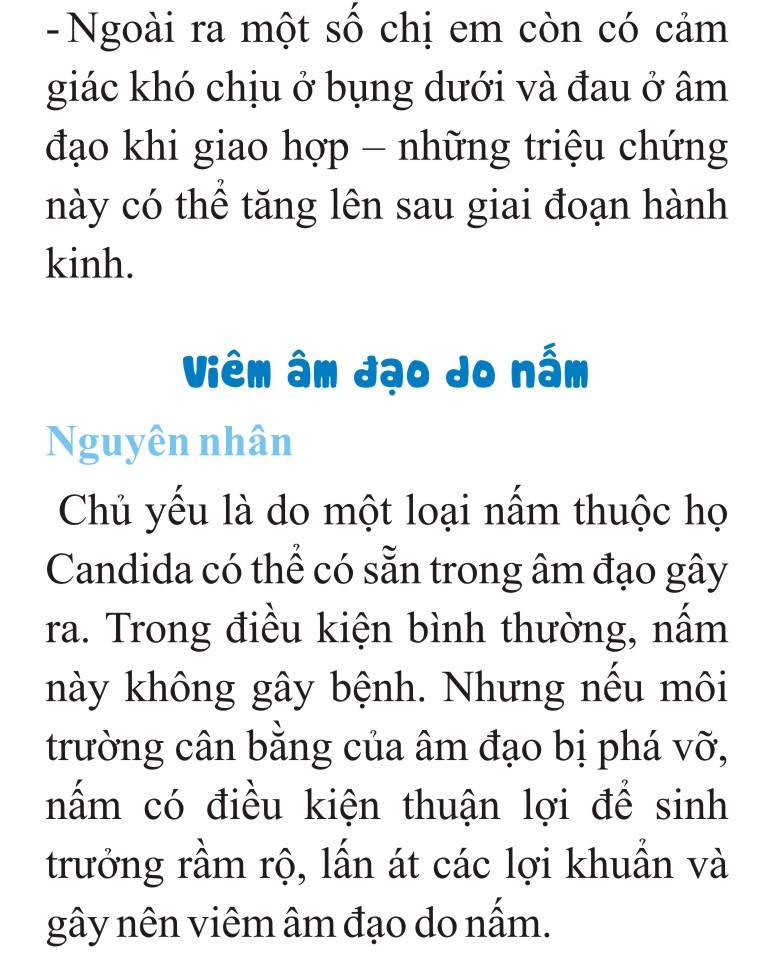 - Ngoài ra một số chị em còn có cảm
giác khó chịu ở bụng dưới và đau ở âm
đạo khi giao hợp – những triệu chứng
này có thể tăng lên sau giai đoạn hành
kinh.
Viêm âm đạo do nấm
Nguyên nhân
Chủ yếu là do một loại nấm thuộc họ
Candida có thể có sẵn trong âm đạo gây
ra. Trong điều kiện bình thường, nấm
này không gây bệnh. Nhưng nếu môi
trường cân bằng của âm đạo bị phá vỡ,
nấm có điều kiện thuận lợi để sinh
trưởng rầm rộ, lấn át các lợi khuẩn và
gây nên viêm âm đạo do nấm.